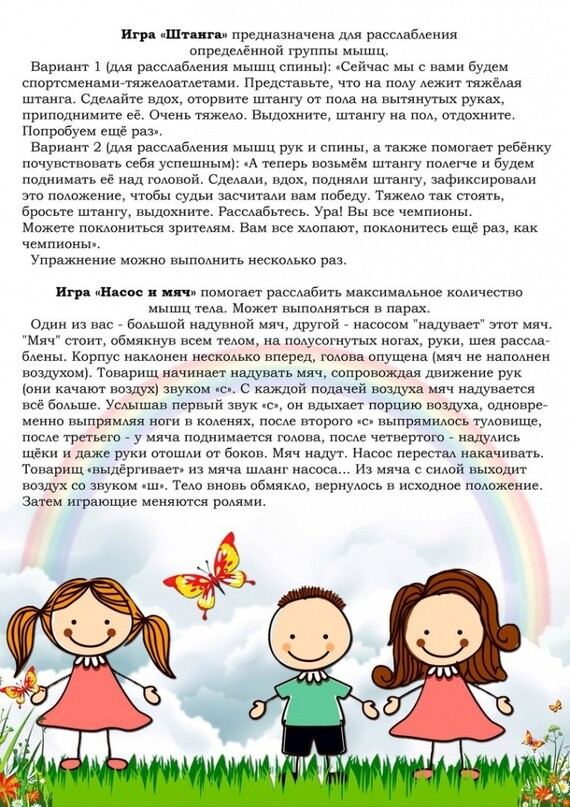 Игра «Штанга» предназначена для расслабления
определённой группы мышц.
Вариант 1 (для расслабления мышц спины): «Сейчас мы с вами будем
спортсменами-тяжелоатлетами. Представьте, что на полу лежит тяжёлая
штанга. Сделайте вдох, оторвите штангу от пола на вытянутых руках,
приподнимите её. Очень тяжело. Выдохните, штангу на пол, отдохните.
Попробуем ещё раз».
Вариант 2 (для расслабления мышц рук и спины, а также помогает ребёнку
почувствовать себя успешным): «А теперь возьмём штангу полегче и будем
поднимать её над головой. Сделали, вдох, подняли штангу, зафиксировали
это положение, чтобы судьи засчитали вам победу. Тяжело так стоять,
бросьте штангу, выдохните. Расслабьтесь. Ура! Вы все чемпионы.
Можете поклониться зрителям. Вам все хлопают, поклонитесь ещё раз, как
чемпионы».
Упражнение можно выполнить несколько раз.
Игра «Насос и мяч» помогает расслабить максимальное количество
мышц тела. Может выполняться в парах.
Один из вас - большой надувной мяч, другой - насосом "надувает" этот мяч.
"Мяч" стоит, обмякнув всем телом, на полусогнутых ногах, руки, шея рассла-
блены. Корпус наклонен несколько вперед, голова опущена (мяч не наполнен
воздухом). Товарищ начинает надувать мяч, сопровождая движение рук
(они качают воздух) звуком «с». С каждой подачей воздуха мяч надувается
всё больше. Услышав первый звук «с», он вдыхает порцию воздуха, одновре-
менно выпрямляя ноги в коленях, после второго «с» выпрямилось туловище,
после третьего - у мяча поднимается голова, после четвертого - надулись
щёки и даже руки отошли от боков. Мяч надут. Насос перестал накачивать.
Товарищ «выдёргивает» из мяча шланг насоса... Из мяча с силой выходит
воздух со звуком «ш». Тело вновь обмякло, вернулось в исходное положение.
Затем играющие меняются ролями.